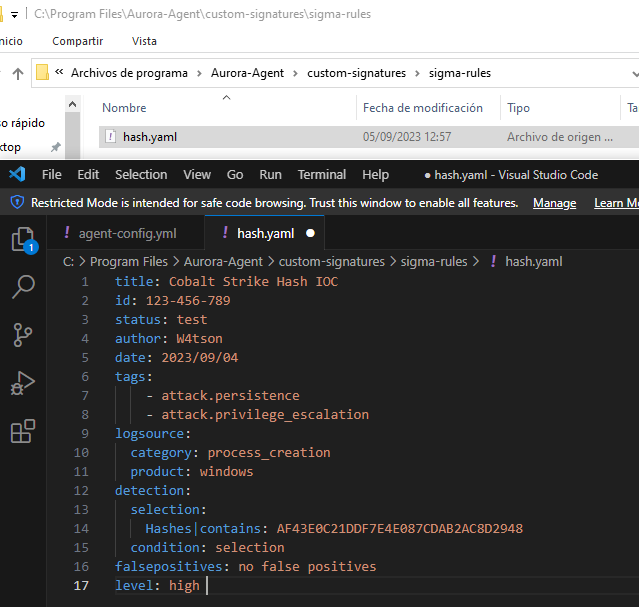 C:\Program Files\Aurora-Agent\custom-signatures\sigma-rules
nicio Compartir Vista
« Archivos de programa > Aurora-Agent > custom-signatures > sigma-rules
Nombre Fecha de modificación Tipo Ta
so rápido
hash.yaml 05/09/2023 12:57 Archivo de origen ...
ktop
File Edit Selection View Go Run Terminal Help ● hash.yaml - Visual Studio Code
Restricted Mode is intended for safe code browsing. Trust this window to enable all features. Manage Learn Mo
1
! agent-config.yml ! hash.yaml ●
C: > Program Files > Aurora-Agent > custom-signatures > sigma-rules > ! hash.yaml
1 title: Cobalt Strike Hash IOC
2 id: 123-456-789
3 status: test
4 author: W4tson
5 date: 2023/09/04
6 tags:
7 - attack.persistence
8 - attack.privilege_escalation
9 logsource:
10 category: process_creation
11 product: windows
12 detection:
13 selection:
14 Hashes|contains: AF43E0C21DDF7E4E087CDAB2AC8D2948
15 condition: selection
16 falsepositives: no false positives
17 level: high